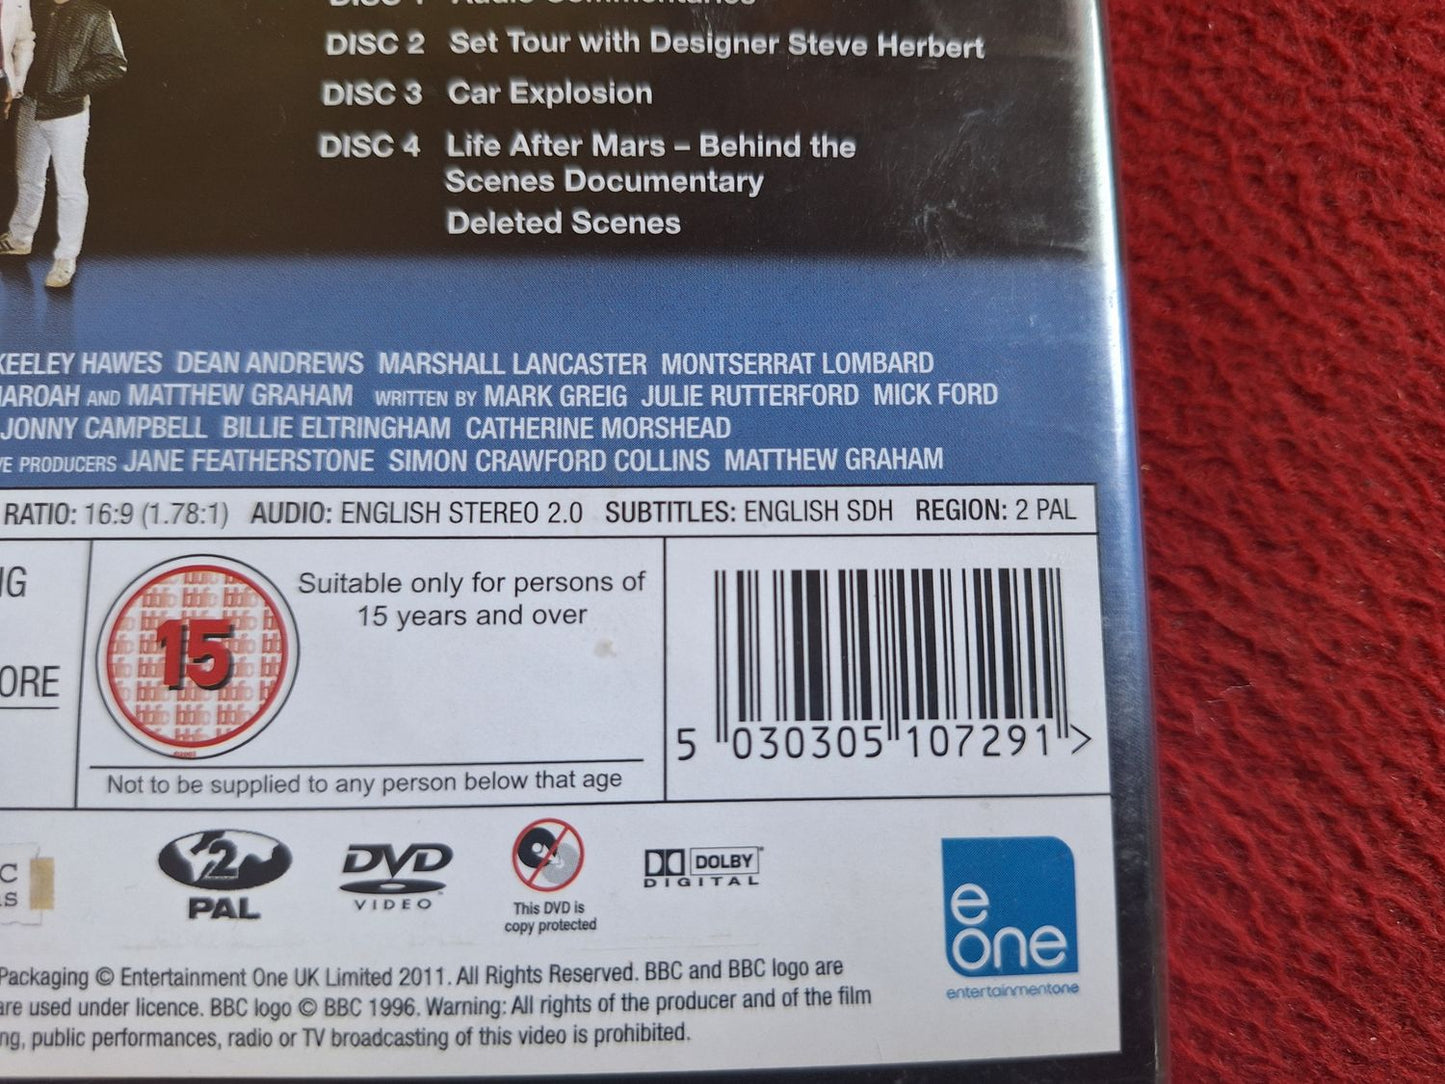 DISC 1 Audio Commentaries
DISC 2 Set Tour with Designer Steve Herbert
DISC 3 Car Explosion
DISC 4 Life After Mars – Behind the
Scenes Documentary
Deleted Scenes
KEELEY HAWES DEAN ANDREWS MARSHALL LANCASTER MONTSERRAT LOMBARD
AND MATTHEW GRAHAM WRITTEN BY MARK GREIG JULIE RUTTERFORD MICK FORD
JONNY CAMPBELL BILLIE ELTRINGHAM CATHERINE MORSHEAD
PRODUCERS JANE FEATHERSTONE SIMON CRAWFORD COLLINS MATTHEW GRAHAM
RATIO: 16:9 (1.78:1) AUDIO: ENGLISH STEREO 2.0 SUBTITLES: ENGLISH SDH REGION: 2 PAL
15
Suitable only for persons of
15 years and over
Not to be supplied to any person below that age
5 030305 107291 >
2
PAL
DVD
VIDEO
This DVD is
copy protected
DOLBY
DIGITAL
e
one
entertainmentone
Packaging © Entertainment One UK Limited 2011. All Rights Reserved. BBC and BBC logo are
are used under licence. BBC logo © BBC 1996. Warning: All rights of the producer and of the film
public performances, radio or TV broadcasting of this video is prohibited.